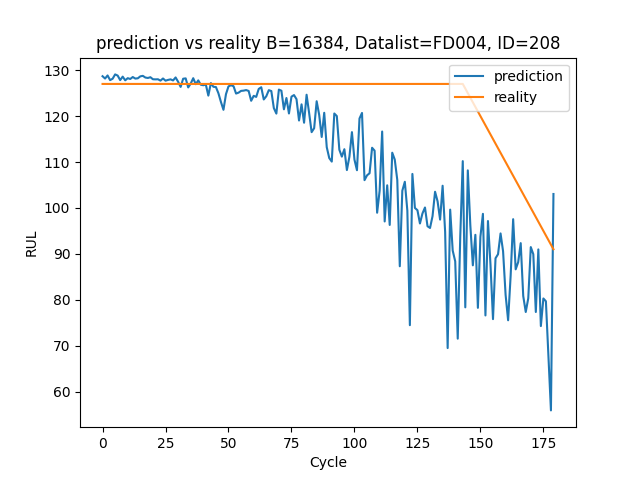 prediction vs reality B=16384, Datalist=FD004, ID=208
prediction
reality
RUL
130
120
110
100
90
80
70
60
0 25 50 75 100 125 150 175
Cycle